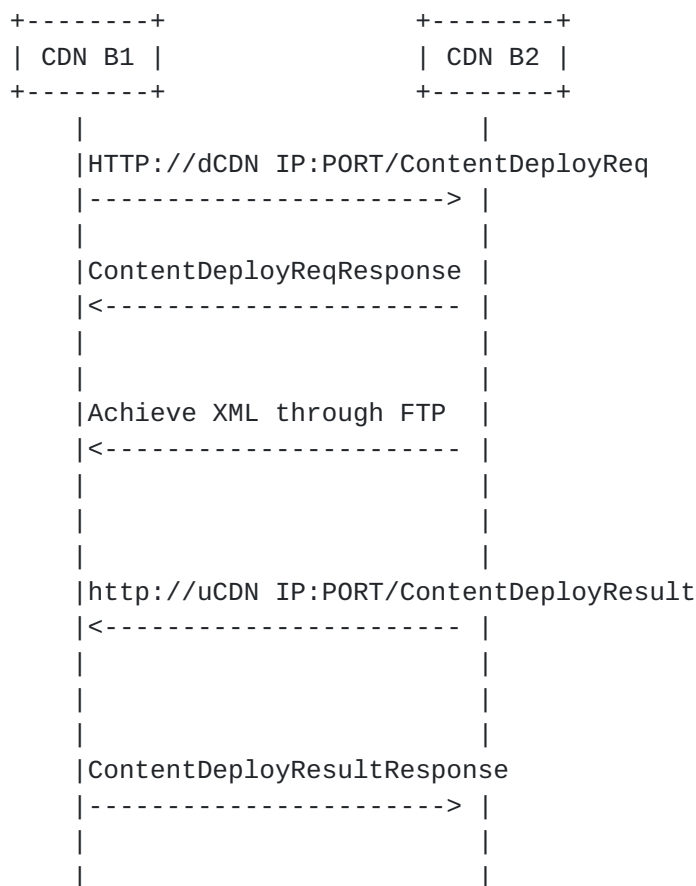 CDN B1 CDN B2
HTTP://dCDN IP:PORT/ContentDeployReq
ContentDeployReqResponse
Achieve XML through FTP
http://uCDN IP:PORT/ContentDeployResult
ContentDeployResultResponse